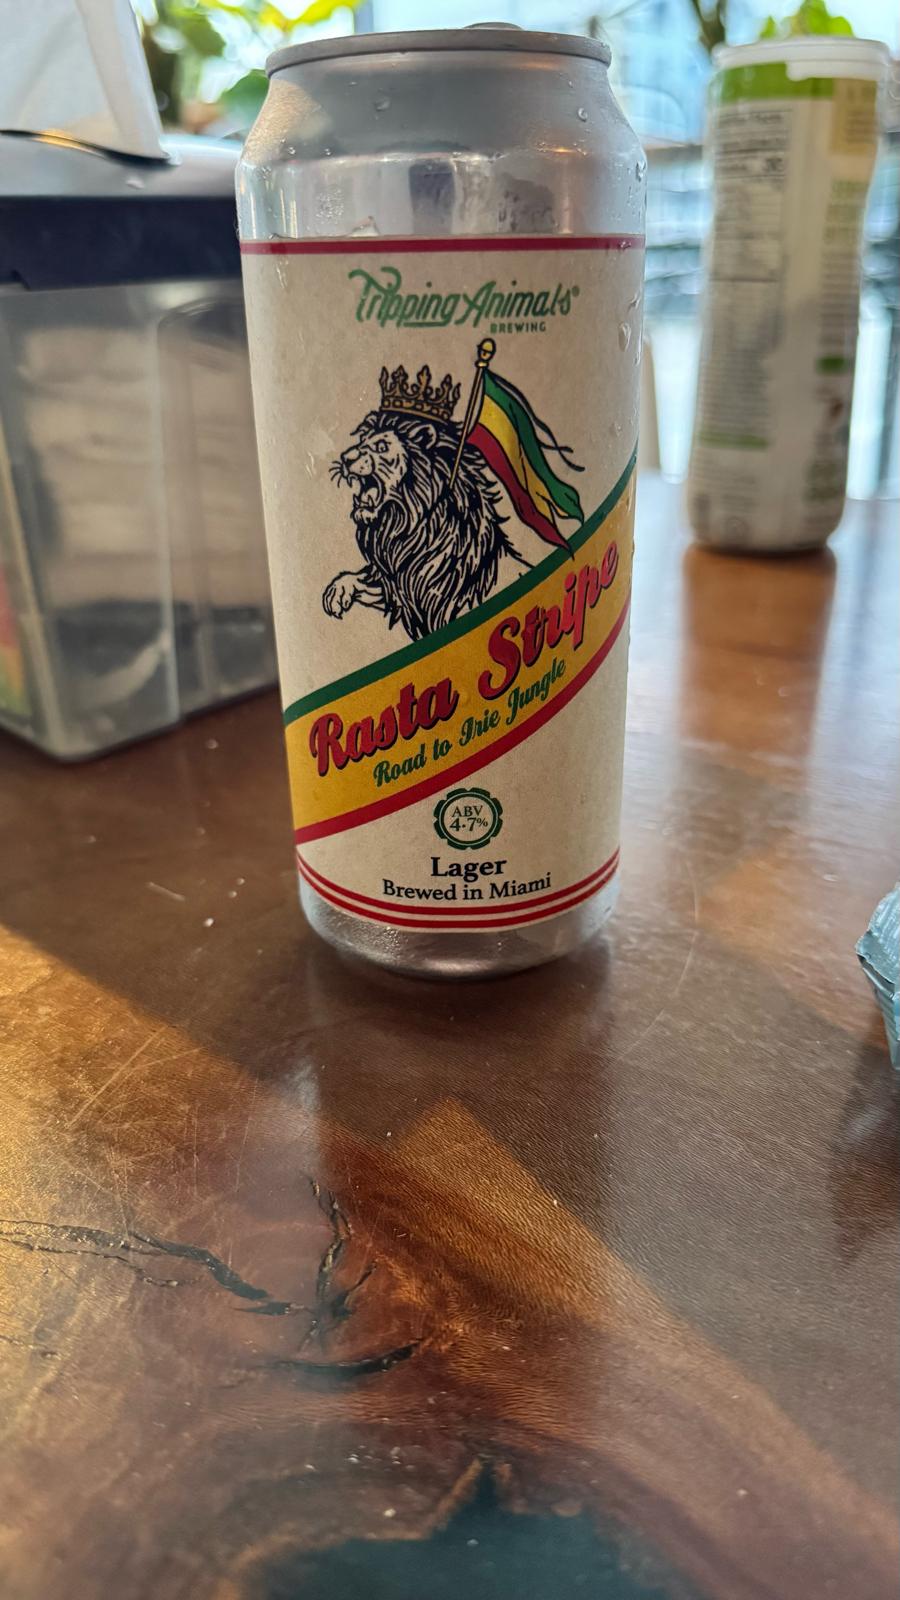 Tripping Animals®
BREWING
Rasta Stripe
Road to Irie Jungle
ABV
4.7%
Lager
Brewed in Miami